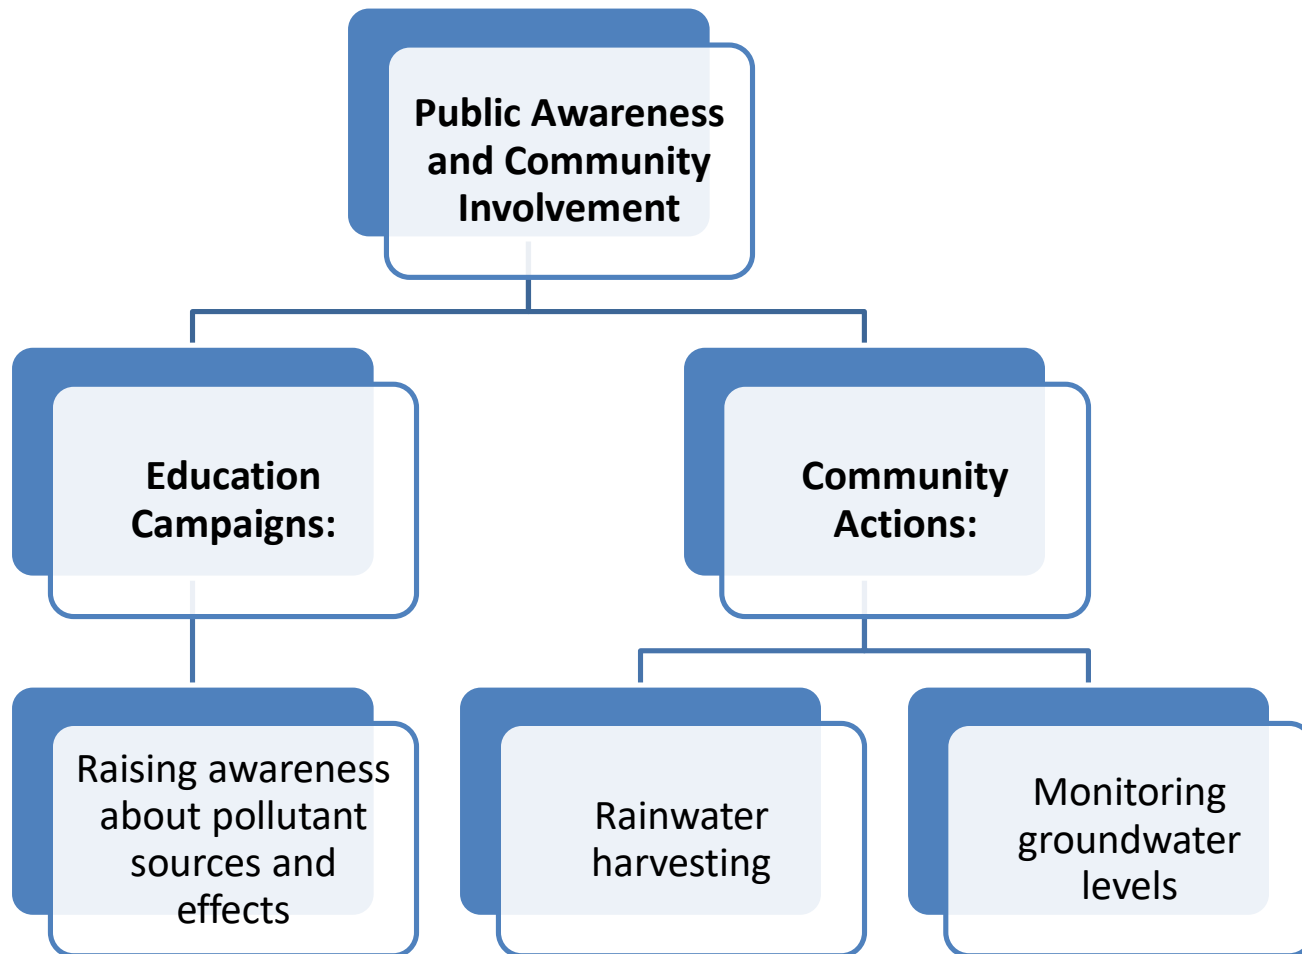 Public Awareness
and Community
Involvement
Education
Campaigns:
Community
Actions:
Raising awareness
about pollutant
sources and
effects
Rainwater
harvesting
Monitoring
groundwater
levels